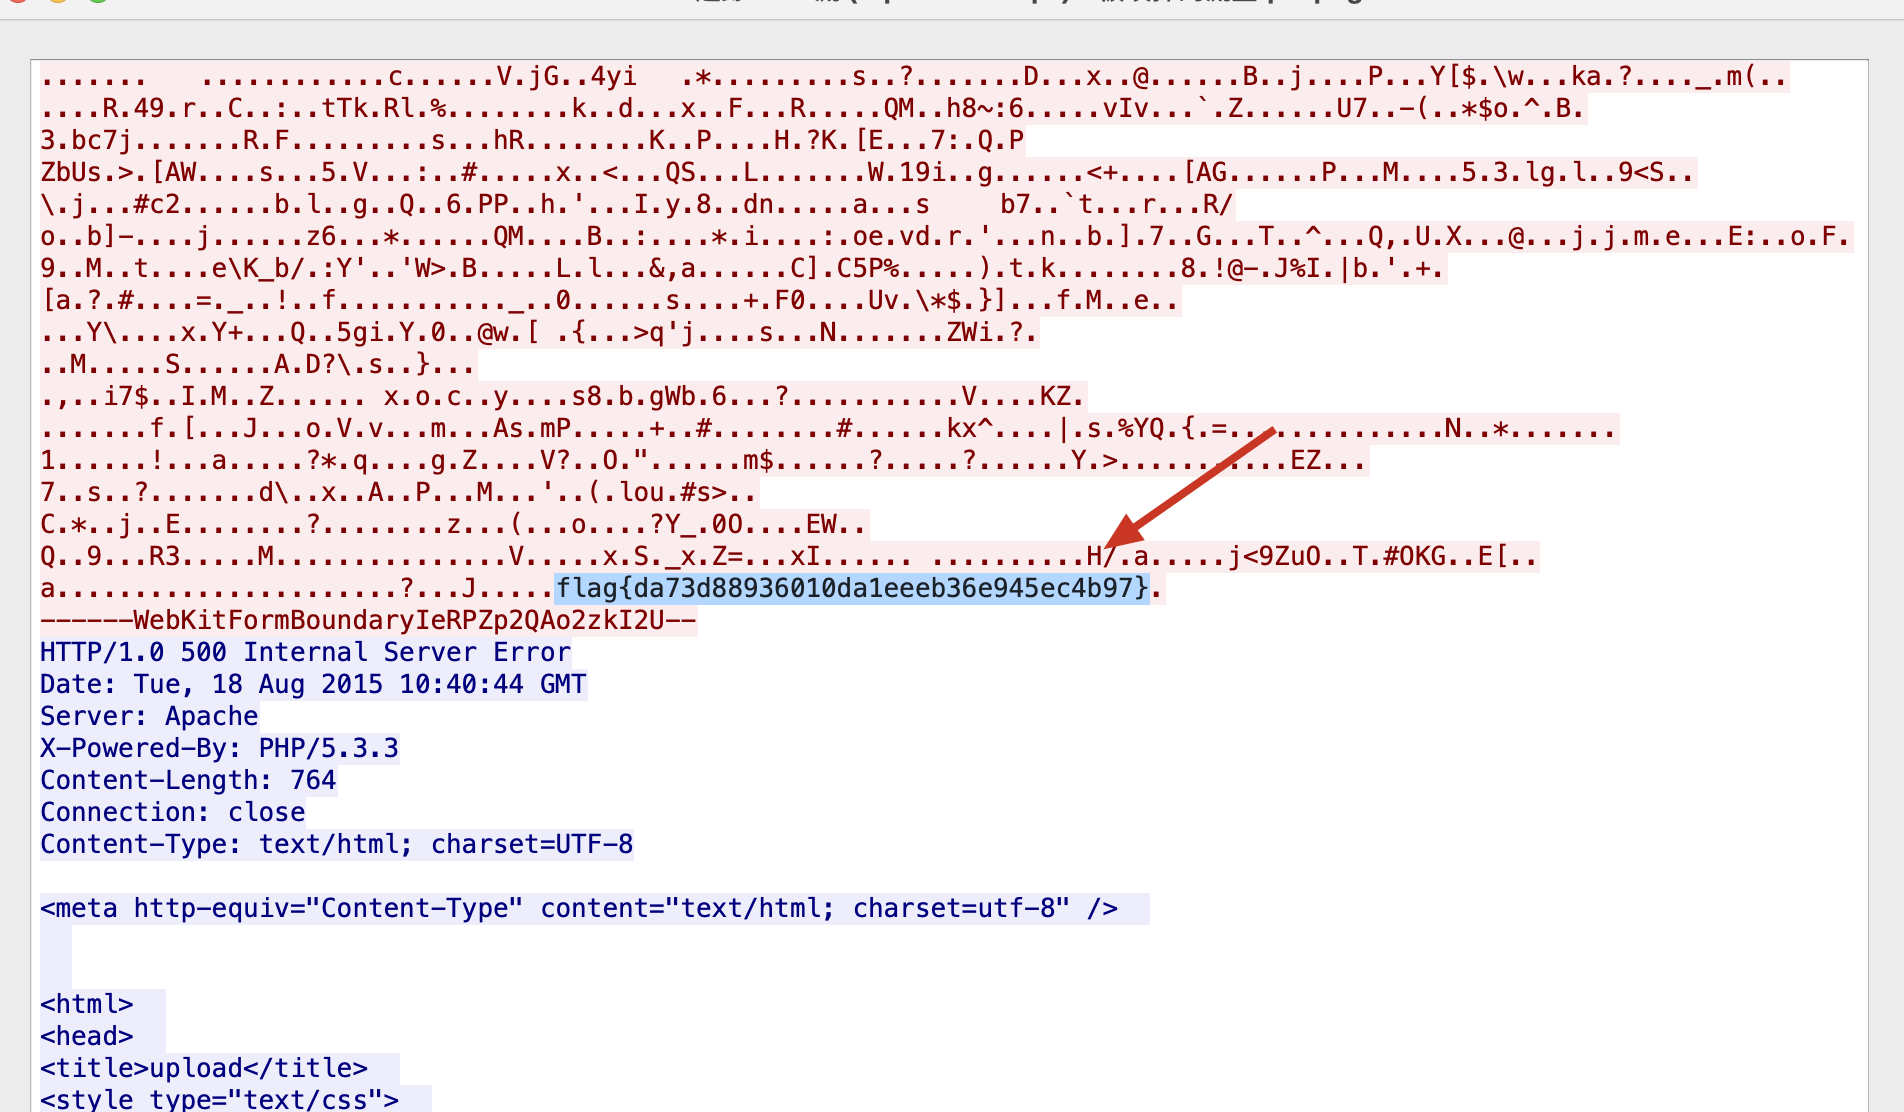 .......    ............c......V.jG..4yi   .*.........s..?.......D...x..@......B..j....P...Y[$.\w...ka.?...._.m(..
....R.49.r..C..:..tTk.Rl.%........k..d...x..F...R.....QM..h8~:6.....vIv...`.Z......U7..-(..*$o.^.B.
3.bc7j.......R.F.........s...hR........K..P....H.?K.[E...7:.Q.P
ZbUs.>.[AW....s...5.V...:..#.....x..<...QS...L.......W.19i..g......<+....[AG......P...M....5.3.lg.l..9<S..
\.j...#c2......b.l..g..Q..6.PP..h.'...I.y.8..dn.....a...s    b7..`t...r...R/
o..b]-....j......z6...*......QM....B..:....*.i....:.oe.vd.r.'...n..b.].7..G...T..^...Q,.U.X...@...j.j.m.e...E:..o.F.
9..M..t....e\K_b/.:Y'..'W>.B.....L.l...&,a......C].C5P%.....).t.k........8.!@-.J%I.|b.'.+.
[a.?.#....=._..!..f..........._..0......s....+.F0....Uv.\*$.}]...f.M..e..
...Y\....x.Y+...Q..5gi.Y.0..@w.[ .{...>q'j....s...N.......ZWi.?.
..M.....S......A.D?\.s..}...
.,..i7$..I.M..Z...... x.o.c..y....s8.b.gWb.6...?...........V....KZ.
.......f.[...J...o.V.v...m...As.mP.....+..#........#......kx^....|.s.%YQ.{.=..............N..*.......
1......!...a.....?*.q....g.Z....V?..O."......m$......?.....?......Y.>...........EZ...
7..s..?.......d\..x..A..P...M...'..(.lou.#s>..
C.*..j..E........?........z...(...o....?Y_.0O....EW..
Q..9...R3.....M...............V.....x.S._x.Z=...xI...... ..........H/.a.....j<9ZuO..T.#OKG..E[..
a......................?...J.....flag{da73d88936010da1eeeb36e945ec4b97}.
------WebKitFormBoundaryIeRPZp2QAo2zkI2U--
HTTP/1.0 500 Internal Server Error
Date: Tue, 18 Aug 2015 10:40:44 GMT
Server: Apache
X-Powered-By: PHP/5.3.3
Content-Length: 764
Connection: close
Content-Type: text/html; charset=UTF-8
<meta http-equiv="Content-Type" content="text/html; charset=utf-8" />
<html>
<head>
<title>upload</title>
<style type="text/css">